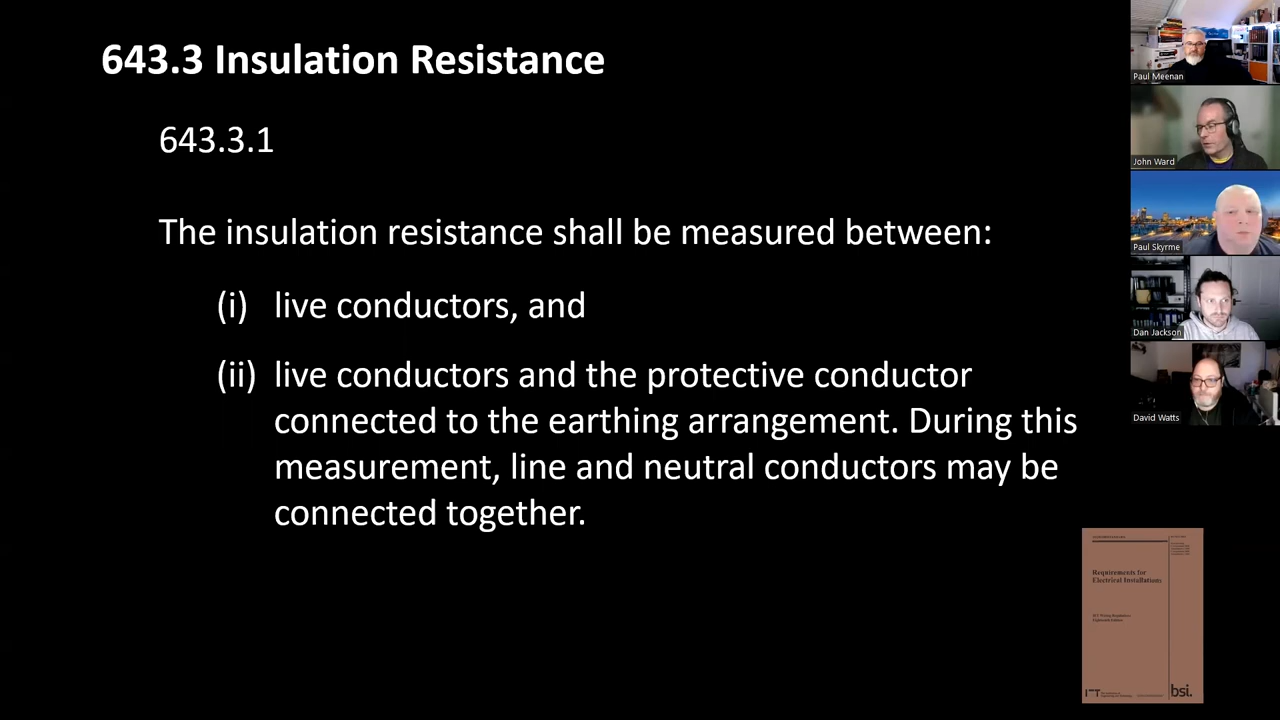 643.3 Insulation Resistance
643.3.1
The insulation resistance shall be measured between:
(i) live conductors, and
(ii) live conductors and the protective conductor
connected to the earthing arrangement. During this
measurement, line and neutral conductors may be
connected together.
Paul Meenan
John Ward
Paul Skyrme
Dan Jackson
David Watts
Requirements for
Electrical Installations
IET
bsi.